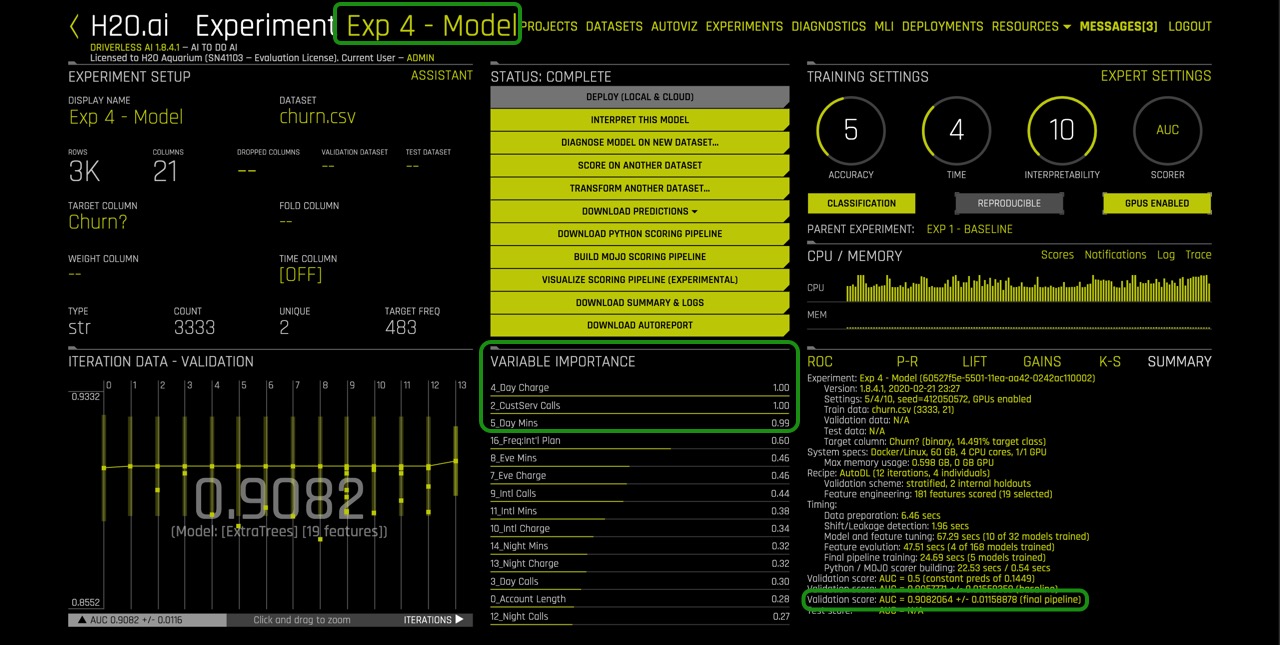 H2O.ai Experiment Exp 4 - Model
PROJECTS DATASETS AUTOVIZ EXPERIMENTS DIAGNOSTICS MLI DEPLOYMENTS RESOURCES MESSAGES[3] LOGOUT
DRIVERLESS AI 1.8.4.1 — AI TO DO AI
Licensed to H2O Aquarium (SN41103 — Evaluation License). Current User — ADMIN
EXPERIMENT SETUP ASSISTANT
DISPLAY NAME DATASET
Exp 4 - Model churn.csv
ROWS COLUMNS DROPPED COLUMNS VALIDATION DATASET TEST DATASET
3K 21 -- -- --
TARGET COLUMN FOLD COLUMN
Churn? --
WEIGHT COLUMN TIME COLUMN
-- [OFF]
TYPE COUNT UNIQUE TARGET FREQ
str 3333 2 483
ITERATION DATA - VALIDATION
0 1 2 3 4 5 6 7 8 9 10 11 12 13
0.9332
0.9082
(Model: [ExtraTrees] [19 features])
0.8552
▲ AUC 0.9082 +/- 0.0116 Click and drag to zoom ITERATIONS ▶
STATUS: COMPLETE
DEPLOY (LOCAL & CLOUD)
INTERPRET THIS MODEL
DIAGNOSE MODEL ON NEW DATASET...
SCORE ON ANOTHER DATASET
TRANSFORM ANOTHER DATASET...
DOWNLOAD PREDICTIONS
DOWNLOAD PYTHON SCORING PIPELINE
BUILD MOJO SCORING PIPELINE
VISUALIZE SCORING PIPELINE (EXPERIMENTAL)
DOWNLOAD SUMMARY & LOGS
DOWNLOAD AUTOREPORT
VARIABLE IMPORTANCE
4_Day Charge 1.00
2_CustServ Calls 1.00
5_Day Mins 0.99
16_Freq:Int'l Plan 0.60
8_Eve Mins 0.46
7_Eve Charge 0.46
9_Intl Calls 0.44
11_Intl Mins 0.38
10_Intl Charge 0.34
14_Night Mins 0.32
13_Night Charge 0.32
3_Day Calls 0.30
0_Account Length 0.28
12_Night Calls 0.27
TRAINING SETTINGS EXPERT SETTINGS
5 4 10 AUC
ACCURACY TIME INTERPRETABILITY SCORER
CLASSIFICATION REPRODUCIBLE GPUS ENABLED
PARENT EXPERIMENT: EXP 1 - BASELINE
CPU / MEMORY Scores Notifications Log Trace
CPU
MEM
ROC P-R LIFT GAINS K-S SUMMARY
Experiment: Exp 4 - Model (60527f5e-5501-11ea-aa42-0242ac110002)
Version: 1.8.4.1, 2020-02-21 23:27
Settings: 5/4/10, seed=412050572, GPUs enabled
Train data: churn.csv (3333, 21)
Validation data: N/A
Test data: N/A
Target column: Churn? (binary, 14.491% target class)
System specs: Docker/Linux, 60 GB, 4 CPU cores, 1/1 GPU
Max memory usage: 0.598 GB, 0 GB GPU
Recipe: AutoDL (12 iterations, 4 individuals)
Validation scheme: stratified, 2 internal holdouts
Feature engineering: 181 features scored (19 selected)
Timing:
Data preparation: 6.46 secs
Shift/Leakage detection: 1.96 secs
Model and feature tuning: 67.29 secs (10 of 32 models trained)
Feature evolution: 47.51 secs (4 of 168 models trained)
Final pipeline training: 24.69 secs (5 models trained)
Python / MOJO scorer building: 22.53 secs / 0.54 secs
Validation score: AUC = 0.5 (constant preds of 0.1449)
Validation score: AUC = (baseline)
Validation score: AUC = 0.9082064 +/- 0.01158878 (final pipeline)
Test score: AUC = N/A